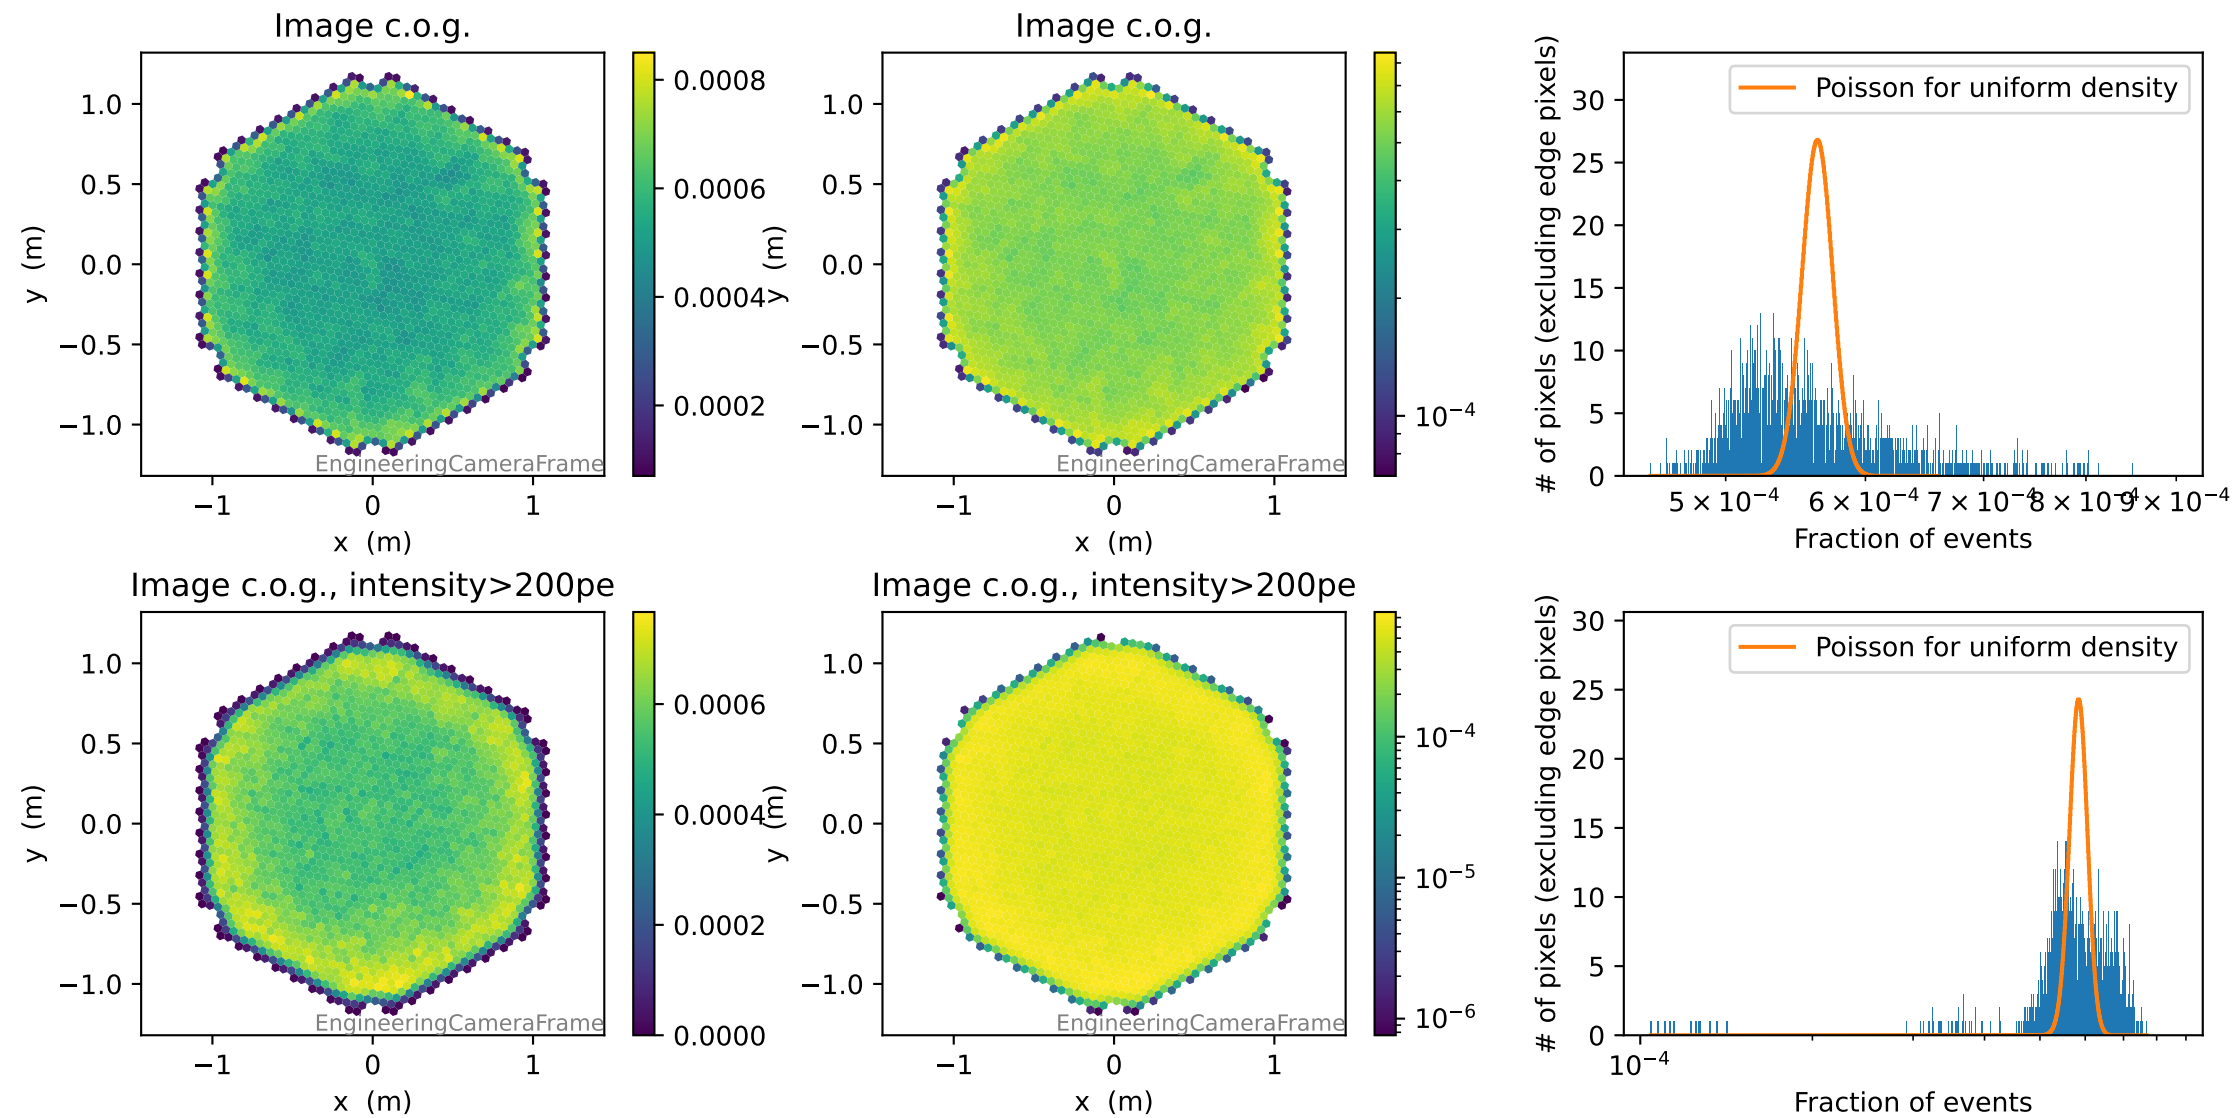 Image c.o.g.
1.0
0.5
0.0
−0.5
−1.0
−1
0
1
y (m)
x (m)
EngineeringCameraFrame
0.0008
0.0006
0.0004
0.0002
Image c.o.g.
1.0
0.5
0.0
−0.5
−1.0
−1
0
1
y (m)
x (m)
EngineeringCameraFrame
10⁻⁴
Poisson for uniform density
30
25
20
15
10
5
0
# of pixels (excluding edge pixels)
5 × 10⁻⁴
6 × 10⁻⁴
7 × 10⁻⁴
8 × 10⁻⁴
9 × 10⁻⁴
Fraction of events
Image c.o.g., intensity>200pe
1.0
0.5
0.0
−0.5
−1.0
−1
0
1
y (m)
x (m)
EngineeringCameraFrame
0.0006
0.0004
0.0002
0.0000
Image c.o.g., intensity>200pe
1.0
0.5
0.0
−0.5
−1.0
−1
0
1
y (m)
x (m)
EngineeringCameraFrame
10⁻⁴
10⁻⁵
10⁻⁶
Poisson for uniform density
30
25
20
15
10
5
0
# of pixels (excluding edge pixels)
10⁻⁴
Fraction of events